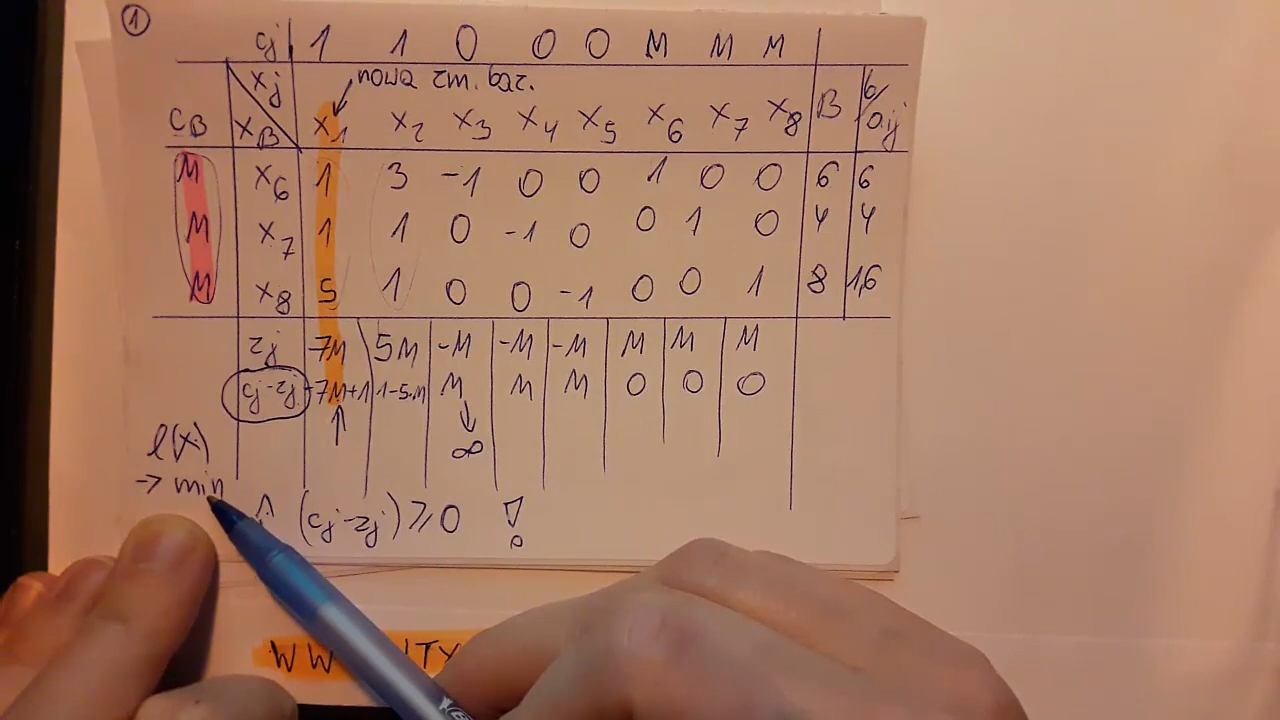 1
cj 1 1 0 0 0 M M M
xj nowa zm. baz.
cB xB x1 x2 x3 x4 x5 x6 x7 x8 B b/aij
M x6 1 3 -1 0 0 1 0 0 6 6
M x7 1 1 0 -1 0 0 1 0 4 4
M x8 5 1 0 0 -1 0 0 1 8 1,6
zj 7M 5M -M -M -M M M M
cj-zj -7M+1 1-5M M M M 0 0 0
∞
l(x)
→ min
(cj-zj) ≥ 0 !
WW